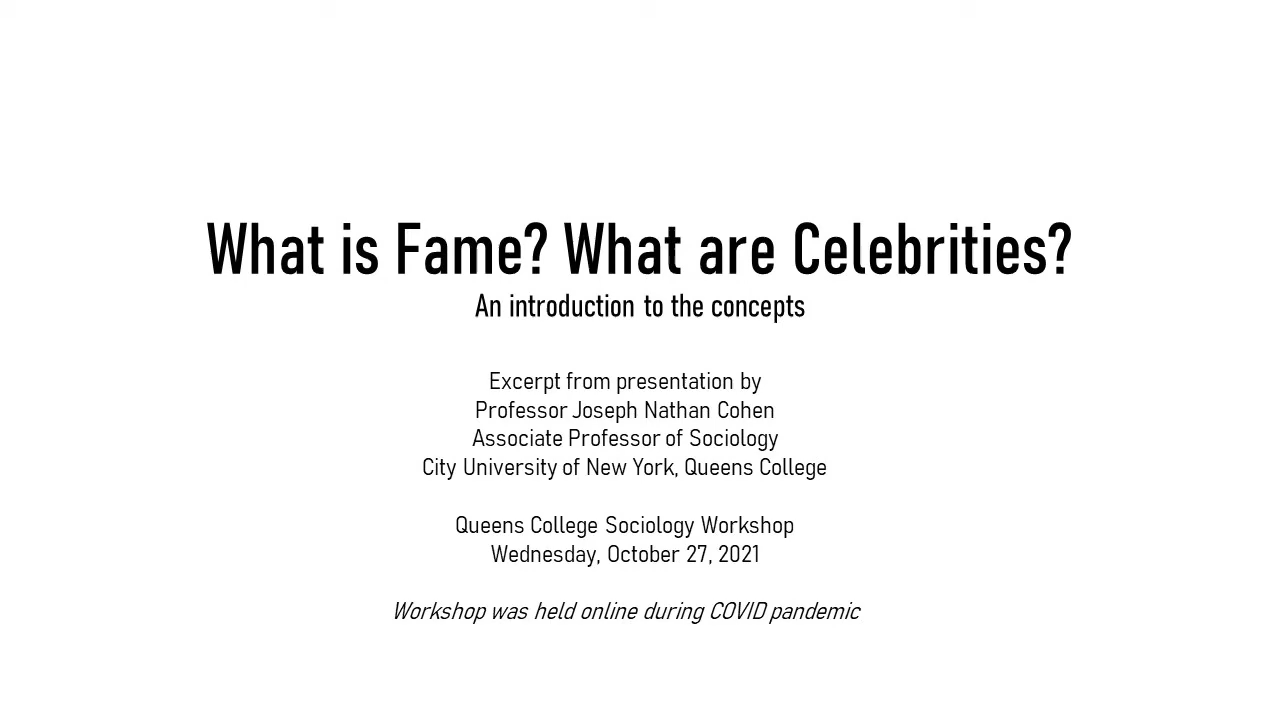 What is Fame? What are Celebrities?
An introduction to the concepts
Excerpt from presentation by
Professor Joseph Nathan Cohen
Associate Professor of Sociology
City University of New York, Queens College
Queens College Sociology Workshop
Wednesday, October 27, 2021
Workshop was held online during COVID pandemic